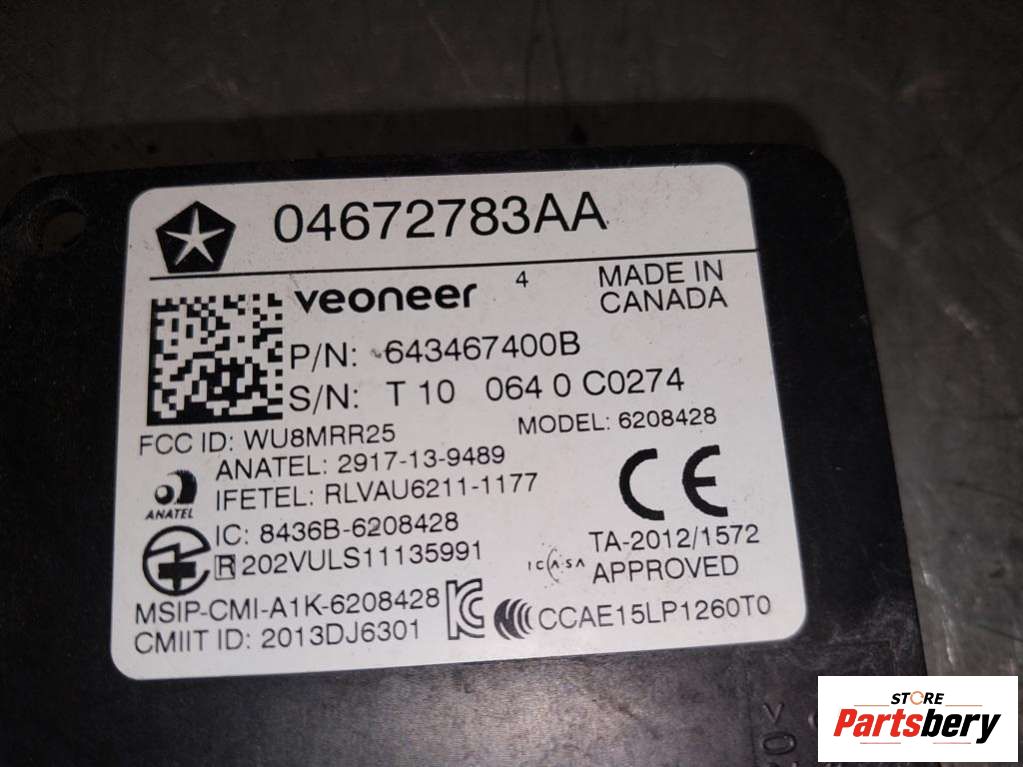 04672783AA
veoneer 4 MADE IN
CANADA
P/N: 643467400B
S/N: T 10 064 0 C0274
FCC ID: WU8MRR25 MODEL: 6208428
ANATEL: 2917-13-9489
ANATEL IFETEL: RLVAU6211-1177
CE
IC: 8436B-6208428
R 202VULS11135991
TA-2012/1572
ICASA APPROVED
MSIP-CMI-A1K-6208428
CMIIT ID: 2013DJ6301
CCAE15LP1260T0
STORE
Partsbery